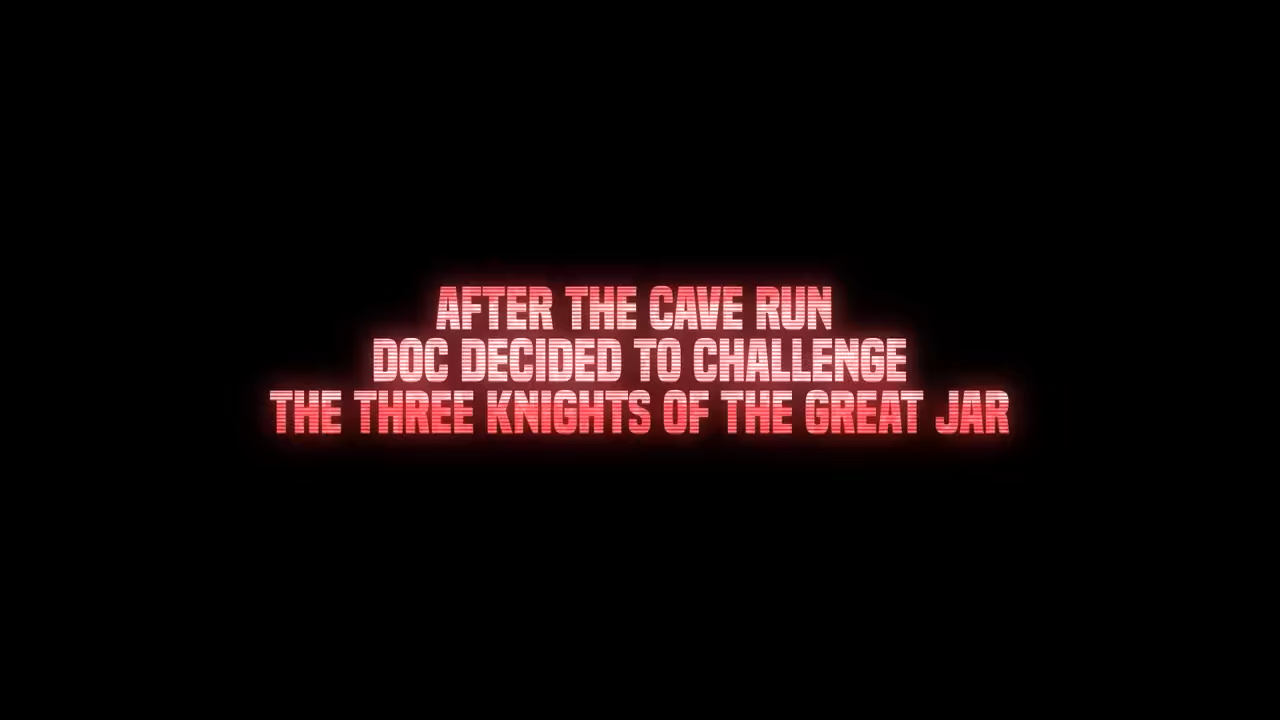 AFTER THE CAVE RUN
DOC DECIDED TO CHALLENGE
THE THREE KNIGHTS OF THE GREAT JAR